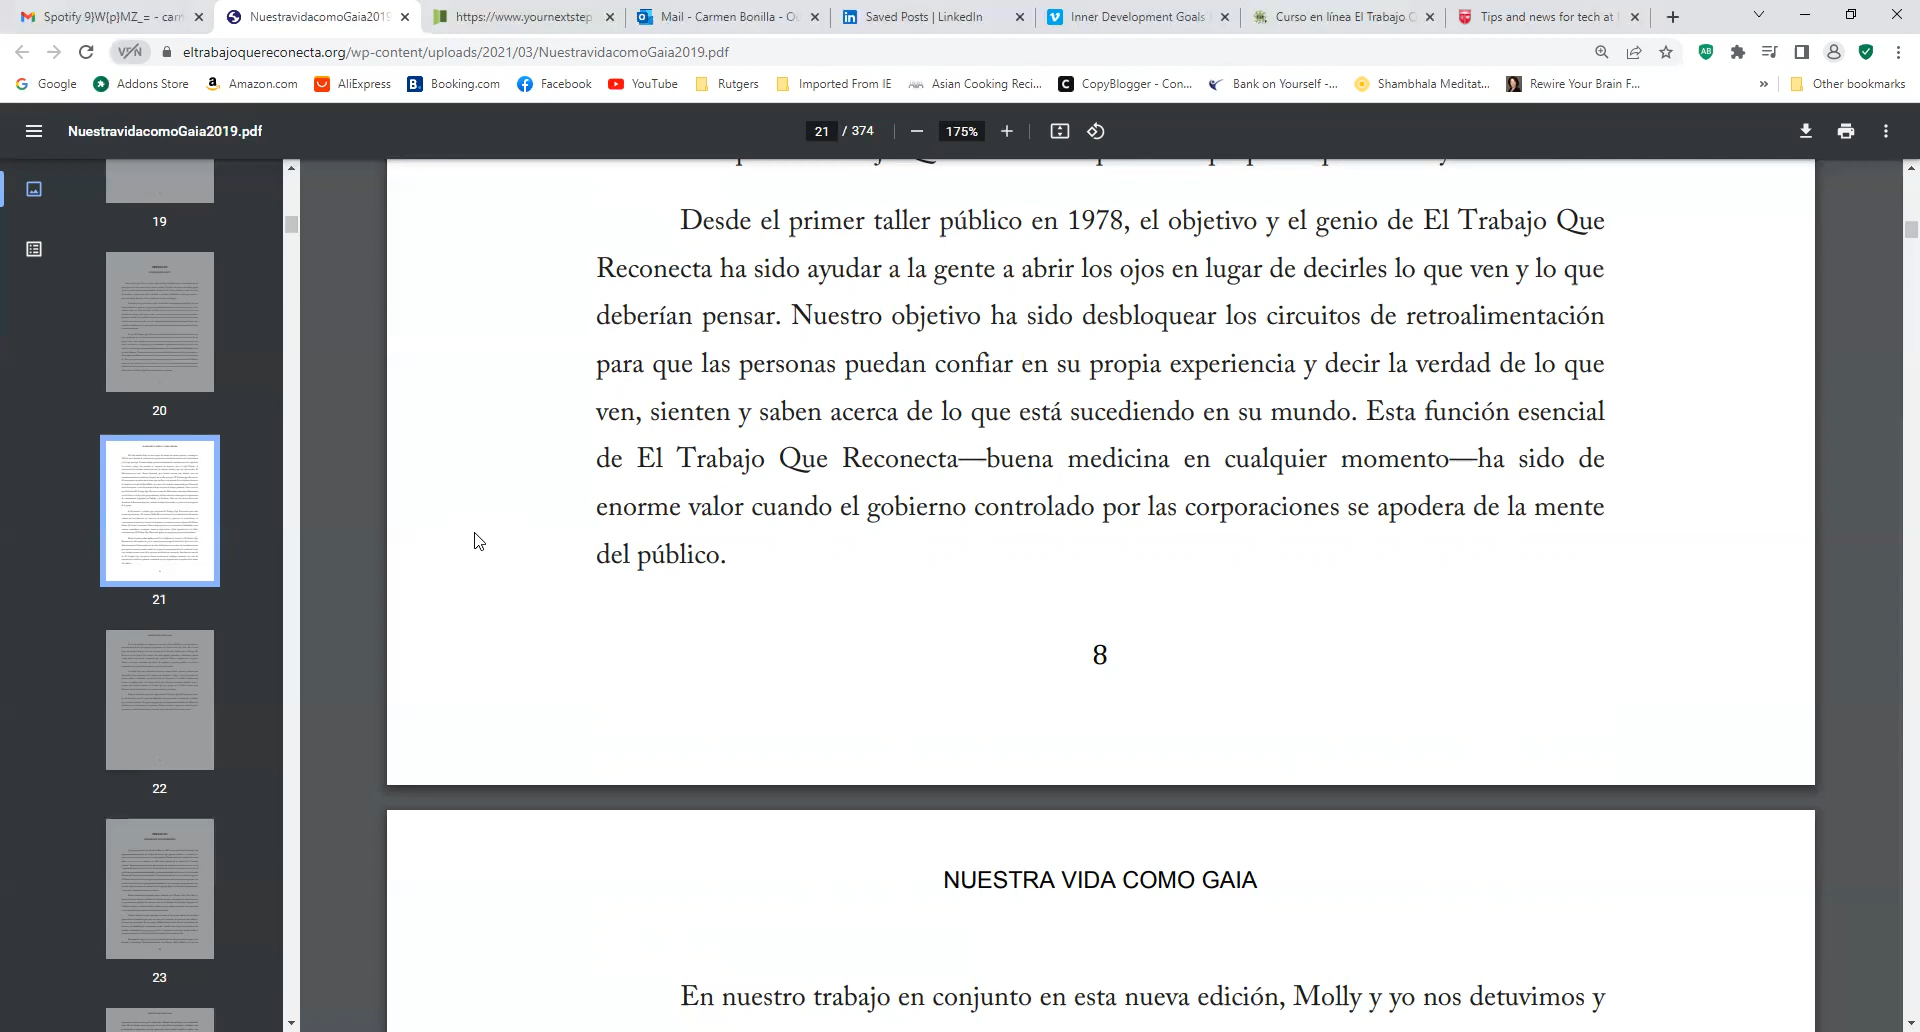 Spotify 9}W{p}MZ_= - can
NuestravidacomoGaia2019
https://www.yournextstep
Mail - Carmen Bonilla - O
Saved Posts | LinkedIn
Inner Development Goals
Curso en línea El Trabajo
Tips and news for tech at
VPN
eltrabajoquereconecta.org/wp-content/uploads/2021/03/NuestravidacomoGaia2019.pdf
Google
Addons Store
Amazon.com
AliExpress
Booking.com
Facebook
YouTube
Rutgers
Imported From IE
Asian Cooking Reci...
CopyBlogger - Con...
Bank on Yourself -...
Shambhala Meditat...
Rewire Your Brain F...
»
Other bookmarks
NuestravidacomoGaia2019.pdf
21 / 374
175%
19
20
21
22
23
Desde el primer taller público en 1978, el objetivo y el genio de El Trabajo Que
Reconecta ha sido ayudar a la gente a abrir los ojos en lugar de decirles lo que ven y lo que
deberían pensar. Nuestro objetivo ha sido desbloquear los circuitos de retroalimentación
para que las personas puedan confiar en su propia experiencia y decir la verdad de lo que
ven, sienten y saben acerca de lo que está sucediendo en su mundo. Esta función esencial
de El Trabajo Que Reconecta—buena medicina en cualquier momento—ha sido de
enorme valor cuando el gobierno controlado por las corporaciones se apodera de la mente
del público.
8
NUESTRA VIDA COMO GAIA
En nuestro trabajo en conjunto en esta nueva edición, Molly y yo nos detuvimos y